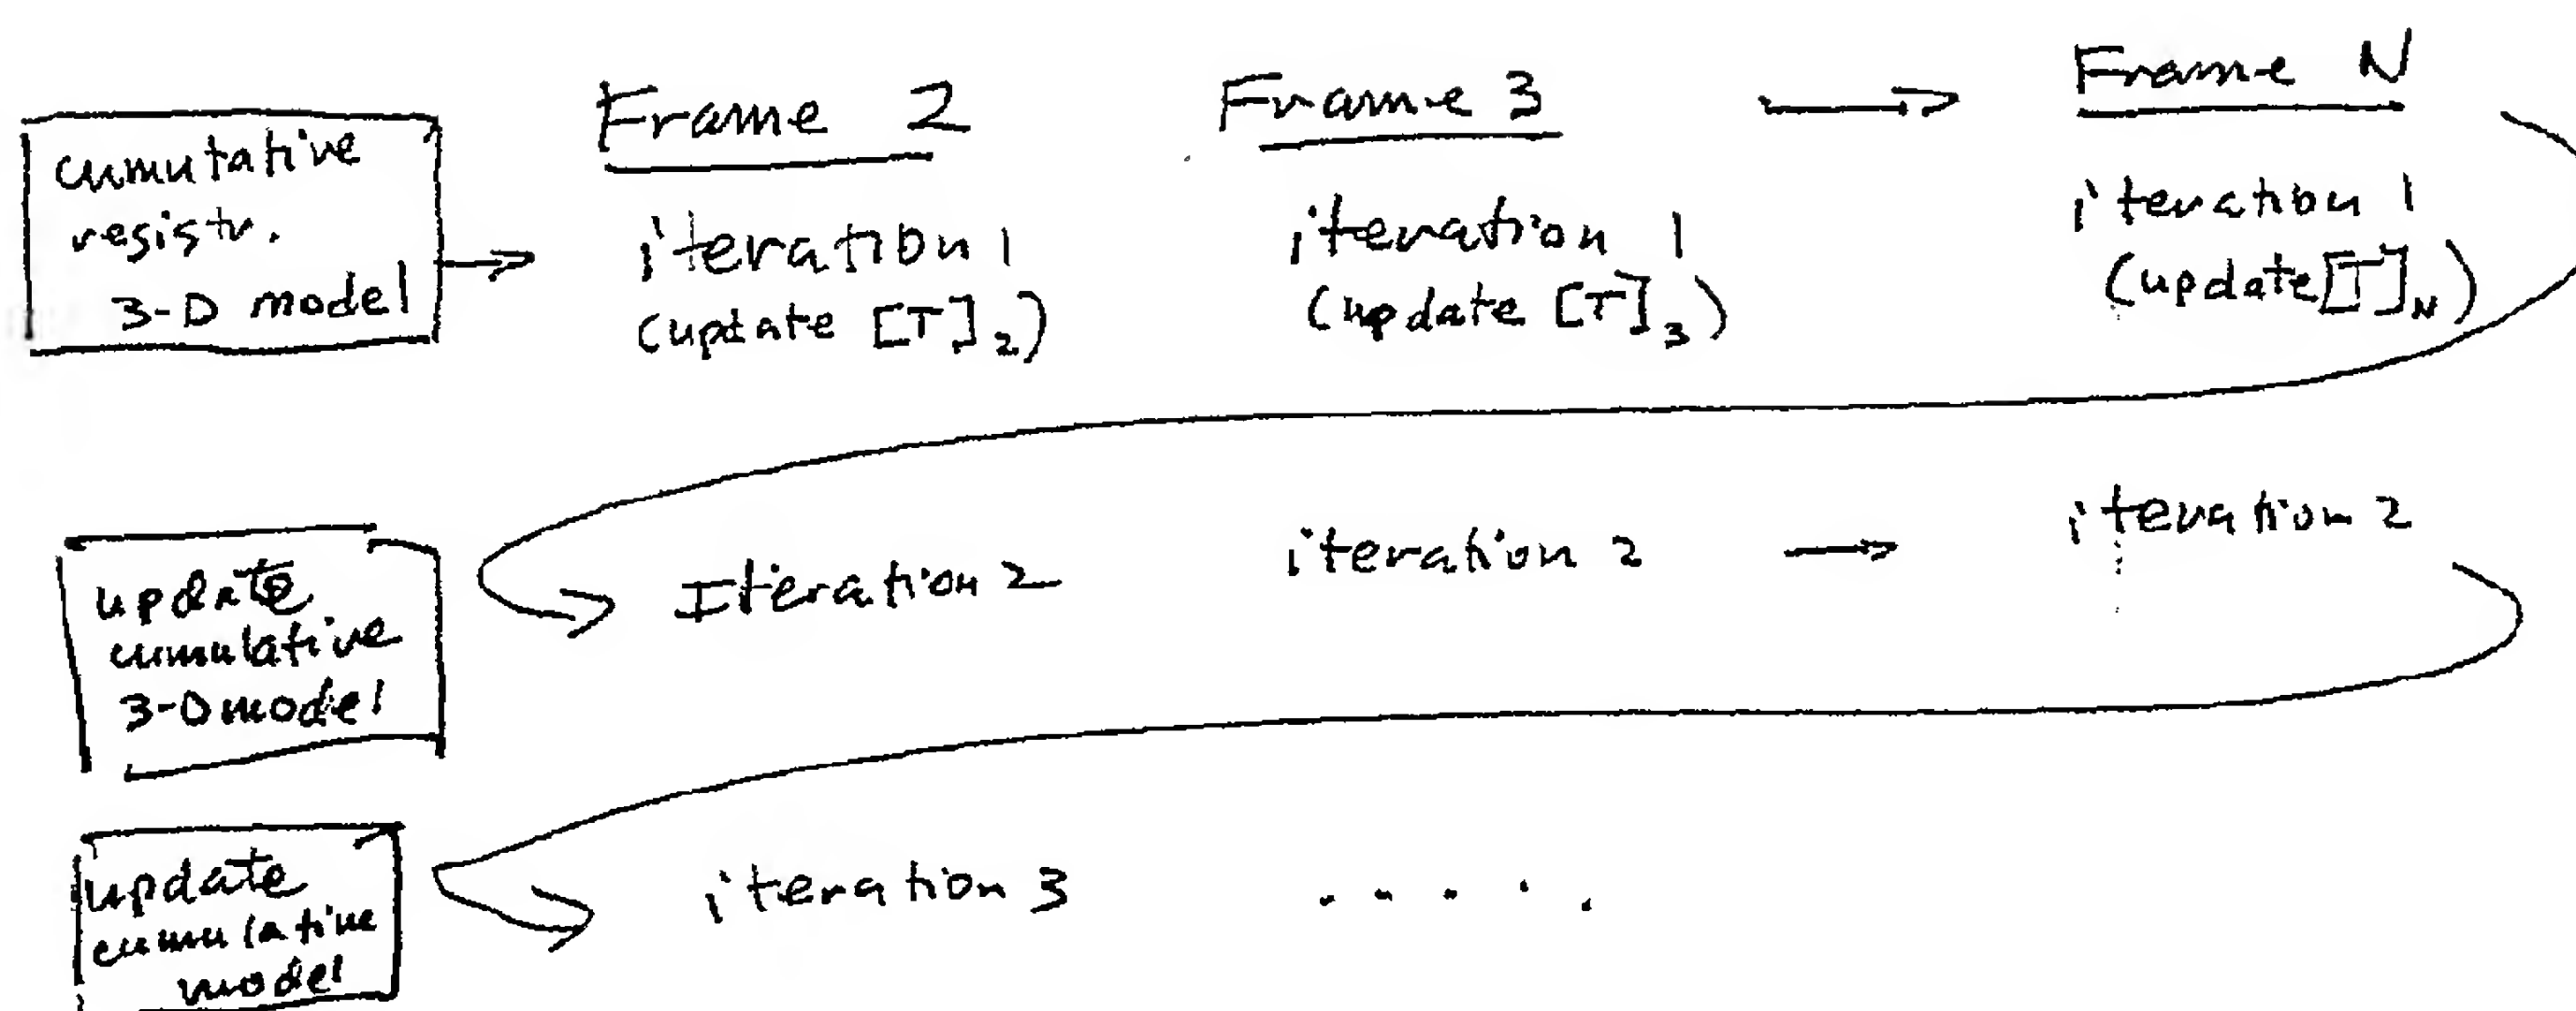 Frame 2
Frame 3
Frame N
cumutative
registr.
3-D model
iteration 1
(update [T]2)
iteration 1
(update [T]3)
iteration 1
(update [T]N)
update
cumulative
3-D model
Iteration 2
iteration 2
iteration 2
update
cumulative
model
iteration 3
.....